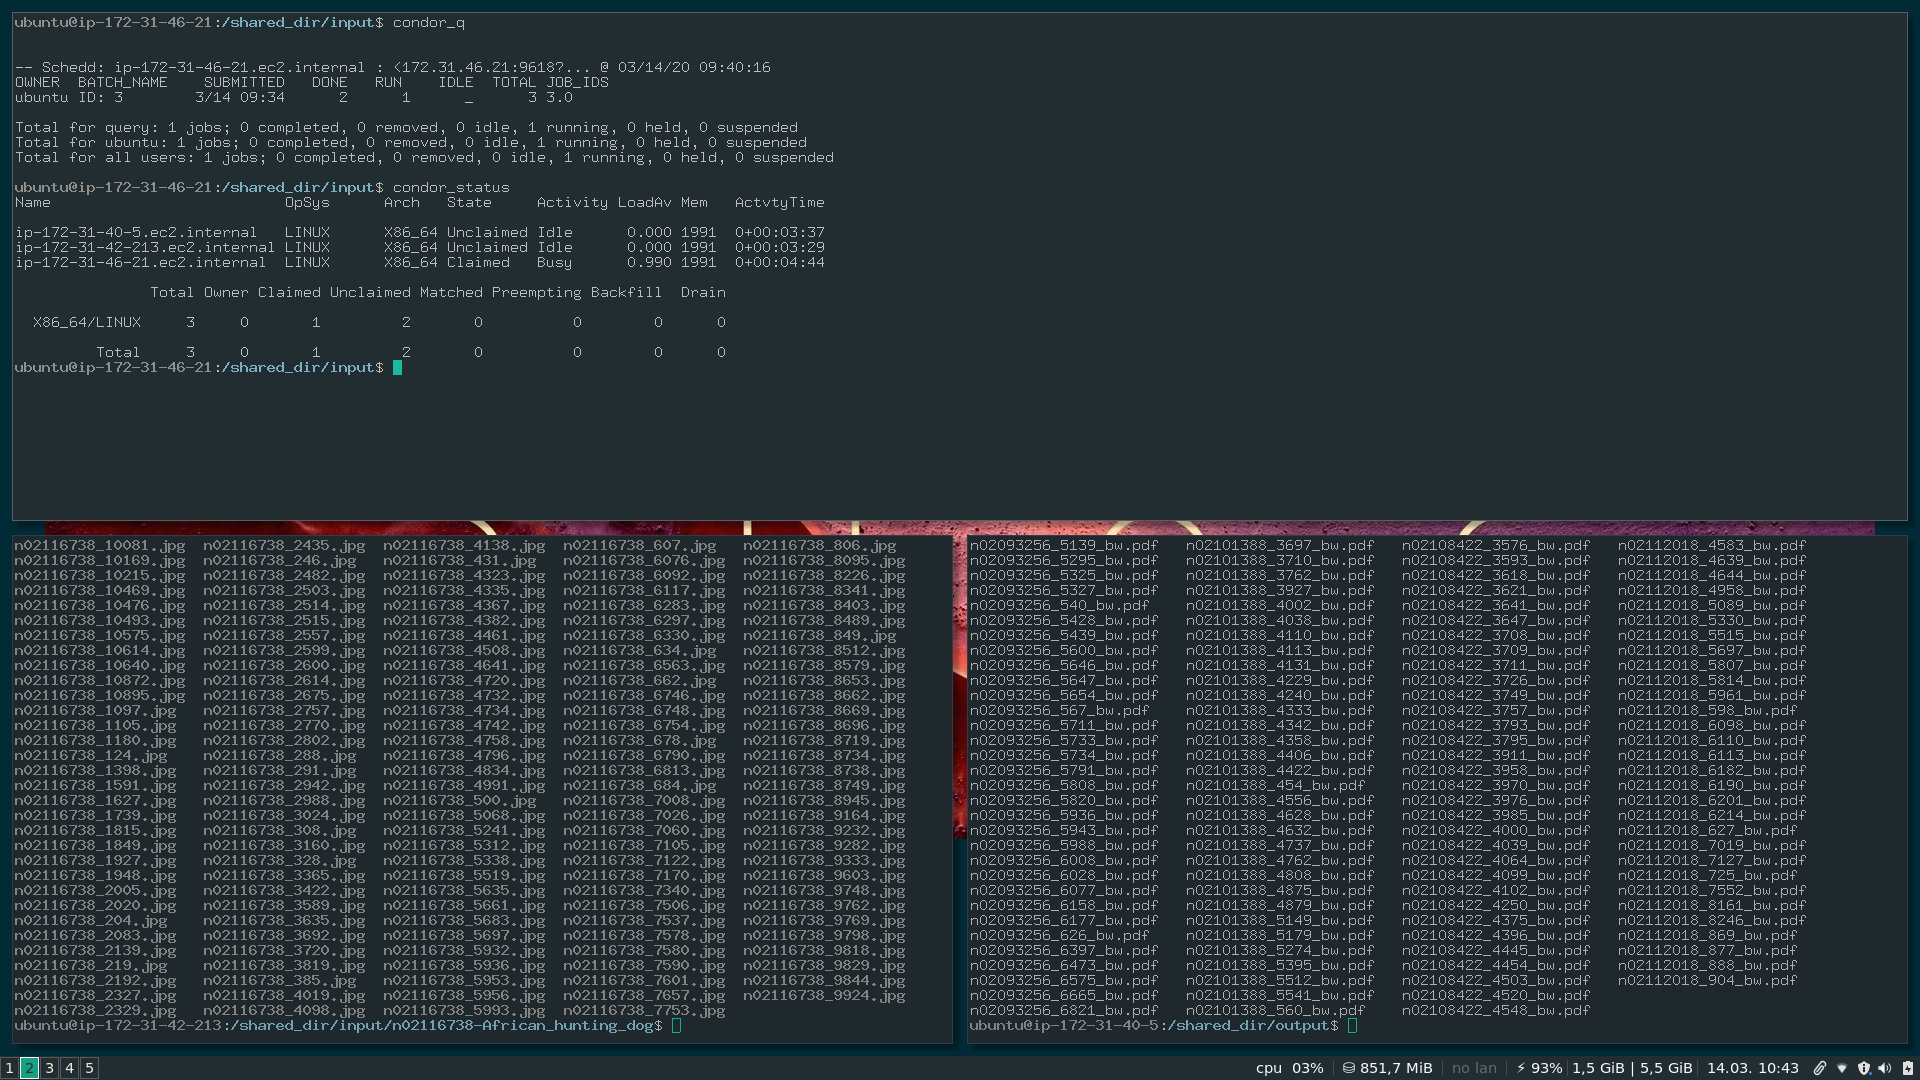 ubuntu@ip-172-31-46-21:/shared_dir/input$ condor_q
-- Schedd: ip-172-31-46-21.ec2.internal : <172.31.46.21:9618?... @ 03/14/20 09:40:16
OWNER  BATCH_NAME    SUBMITTED   DONE   RUN    IDLE  TOTAL JOB_IDS
ubuntu ID: 3        3/14 09:34      2      1      _      3 3.0
Total for query: 1 jobs; 0 completed, 0 removed, 0 idle, 1 running, 0 held, 0 suspended
Total for ubuntu: 1 jobs; 0 completed, 0 removed, 0 idle, 1 running, 0 held, 0 suspended
Total for all users: 1 jobs; 0 completed, 0 removed, 0 idle, 1 running, 0 held, 0 suspended
ubuntu@ip-172-31-46-21:/shared_dir/input$ condor_status
Name                          OpSys      Arch   State     Activity LoadAv Mem   ActvtyTime
ip-172-31-40-5.ec2.internal   LINUX      X86_64 Unclaimed Idle      0.000 1991  0+00:03:37
ip-172-31-42-213.ec2.internal LINUX      X86_64 Unclaimed Idle      0.000 1991  0+00:03:29
ip-172-31-46-21.ec2.internal  LINUX      X86_64 Claimed   Busy      0.990 1991  0+00:04:44
Total Owner Claimed Unclaimed Matched Preempting Backfill  Drain
X86_64/LINUX     3     0       1         2       0          0        0      0
Total     3     0       1         2       0          0        0      0
ubuntu@ip-172-31-46-21:/shared_dir/input$
n02116738_10081.jpg  n02116738_2435.jpg  n02116738_4138.jpg  n02116738_607.jpg   n02116738_806.jpg
n02116738_10169.jpg  n02116738_246.jpg   n02116738_431.jpg   n02116738_6076.jpg  n02116738_8095.jpg
n02116738_10215.jpg  n02116738_2482.jpg  n02116738_4323.jpg  n02116738_6092.jpg  n02116738_8226.jpg
n02116738_10469.jpg  n02116738_2503.jpg  n02116738_4335.jpg  n02116738_6117.jpg  n02116738_8341.jpg
n02116738_10476.jpg  n02116738_2514.jpg  n02116738_4367.jpg  n02116738_6283.jpg  n02116738_8403.jpg
n02116738_10493.jpg  n02116738_2515.jpg  n02116738_4382.jpg  n02116738_6297.jpg  n02116738_8489.jpg
n02116738_10575.jpg  n02116738_2557.jpg  n02116738_4461.jpg  n02116738_6330.jpg  n02116738_849.jpg
n02116738_10614.jpg  n02116738_2599.jpg  n02116738_4508.jpg  n02116738_634.jpg   n02116738_8512.jpg
n02116738_10640.jpg  n02116738_2600.jpg  n02116738_4641.jpg  n02116738_6563.jpg  n02116738_8579.jpg
n02116738_10872.jpg  n02116738_2614.jpg  n02116738_4720.jpg  n02116738_662.jpg   n02116738_8653.jpg
n02116738_10895.jpg  n02116738_2675.jpg  n02116738_4732.jpg  n02116738_6746.jpg  n02116738_8662.jpg
n02116738_1097.jpg   n02116738_2757.jpg  n02116738_4734.jpg  n02116738_6748.jpg  n02116738_8669.jpg
n02116738_1105.jpg   n02116738_2770.jpg  n02116738_4742.jpg  n02116738_6754.jpg  n02116738_8696.jpg
n02116738_1180.jpg   n02116738_2802.jpg  n02116738_4758.jpg  n02116738_678.jpg   n02116738_8719.jpg
n02116738_124.jpg    n02116738_288.jpg   n02116738_4796.jpg  n02116738_6790.jpg  n02116738_8734.jpg
n02116738_1398.jpg   n02116738_291.jpg   n02116738_4834.jpg  n02116738_6813.jpg  n02116738_8738.jpg
n02116738_1591.jpg   n02116738_2942.jpg  n02116738_4991.jpg  n02116738_684.jpg   n02116738_8749.jpg
n02116738_1627.jpg   n02116738_2988.jpg  n02116738_500.jpg   n02116738_7008.jpg  n02116738_8945.jpg
n02116738_1739.jpg   n02116738_3024.jpg  n02116738_5068.jpg  n02116738_7026.jpg  n02116738_9164.jpg
n02116738_1815.jpg   n02116738_308.jpg   n02116738_5241.jpg  n02116738_7060.jpg  n02116738_9232.jpg
n02116738_1849.jpg   n02116738_3160.jpg  n02116738_5312.jpg  n02116738_7105.jpg  n02116738_9282.jpg
n02116738_1927.jpg   n02116738_328.jpg   n02116738_5338.jpg  n02116738_7122.jpg  n02116738_9333.jpg
n02116738_1948.jpg   n02116738_3365.jpg  n02116738_5519.jpg  n02116738_7170.jpg  n02116738_9603.jpg
n02116738_2005.jpg   n02116738_3422.jpg  n02116738_5635.jpg  n02116738_7340.jpg  n02116738_9748.jpg
n02116738_2020.jpg   n02116738_3589.jpg  n02116738_5661.jpg  n02116738_7506.jpg  n02116738_9762.jpg
n02116738_204.jpg    n02116738_3635.jpg  n02116738_5683.jpg  n02116738_7537.jpg  n02116738_9769.jpg
n02116738_2083.jpg   n02116738_3692.jpg  n02116738_5697.jpg  n02116738_7578.jpg  n02116738_9798.jpg
n02116738_2139.jpg   n02116738_3720.jpg  n02116738_5932.jpg  n02116738_7580.jpg  n02116738_9818.jpg
n02116738_219.jpg    n02116738_3819.jpg  n02116738_5936.jpg  n02116738_7590.jpg  n02116738_9829.jpg
n02116738_2192.jpg   n02116738_385.jpg   n02116738_5953.jpg  n02116738_7601.jpg  n02116738_9844.jpg
n02116738_2327.jpg   n02116738_4019.jpg  n02116738_5956.jpg  n02116738_7657.jpg  n02116738_9924.jpg
n02116738_2329.jpg   n02116738_4098.jpg  n02116738_5993.jpg  n02116738_7753.jpg
ubuntu@ip-172-31-42-213:/shared_dir/input/n02116738-African_hunting_dog$
n02093256_5139_bw.pdf   n02101388_3697_bw.pdf   n02108422_3576_bw.pdf   n02112018_4583_bw.pdf
n02093256_5295_bw.pdf   n02101388_3710_bw.pdf   n02108422_3593_bw.pdf   n02112018_4639_bw.pdf
n02093256_5325_bw.pdf   n02101388_3762_bw.pdf   n02108422_3618_bw.pdf   n02112018_4644_bw.pdf
n02093256_5327_bw.pdf   n02101388_3927_bw.pdf   n02108422_3621_bw.pdf   n02112018_4958_bw.pdf
n02093256_540_bw.pdf    n02101388_4002_bw.pdf   n02108422_3641_bw.pdf   n02112018_5089_bw.pdf
n02093256_5428_bw.pdf   n02101388_4038_bw.pdf   n02108422_3647_bw.pdf   n02112018_5330_bw.pdf
n02093256_5439_bw.pdf   n02101388_4110_bw.pdf   n02108422_3708_bw.pdf   n02112018_5515_bw.pdf
n02093256_5600_bw.pdf   n02101388_4113_bw.pdf   n02108422_3709_bw.pdf   n02112018_5697_bw.pdf
n02093256_5646_bw.pdf   n02101388_4131_bw.pdf   n02108422_3711_bw.pdf   n02112018_5807_bw.pdf
n02093256_5647_bw.pdf   n02101388_4229_bw.pdf   n02108422_3726_bw.pdf   n02112018_5814_bw.pdf
n02093256_5654_bw.pdf   n02101388_4240_bw.pdf   n02108422_3749_bw.pdf   n02112018_5961_bw.pdf
n02093256_567_bw.pdf    n02101388_4333_bw.pdf   n02108422_3757_bw.pdf   n02112018_598_bw.pdf
n02093256_5711_bw.pdf   n02101388_4342_bw.pdf   n02108422_3793_bw.pdf   n02112018_6098_bw.pdf
n02093256_5733_bw.pdf   n02101388_4358_bw.pdf   n02108422_3795_bw.pdf   n02112018_6110_bw.pdf
n02093256_5734_bw.pdf   n02101388_4406_bw.pdf   n02108422_3911_bw.pdf   n02112018_6113_bw.pdf
n02093256_5791_bw.pdf   n02101388_4422_bw.pdf   n02108422_3958_bw.pdf   n02112018_6182_bw.pdf
n02093256_5808_bw.pdf   n02101388_454_bw.pdf    n02108422_3970_bw.pdf   n02112018_6190_bw.pdf
n02093256_5820_bw.pdf   n02101388_4556_bw.pdf   n02108422_3976_bw.pdf   n02112018_6201_bw.pdf
n02093256_5936_bw.pdf   n02101388_4628_bw.pdf   n02108422_3985_bw.pdf   n02112018_6214_bw.pdf
n02093256_5943_bw.pdf   n02101388_4632_bw.pdf   n02108422_4000_bw.pdf   n02112018_627_bw.pdf
n02093256_5988_bw.pdf   n02101388_4737_bw.pdf   n02108422_4039_bw.pdf   n02112018_7019_bw.pdf
n02093256_6008_bw.pdf   n02101388_4762_bw.pdf   n02108422_4064_bw.pdf   n02112018_7127_bw.pdf
n02093256_6028_bw.pdf   n02101388_4808_bw.pdf   n02108422_4099_bw.pdf   n02112018_725_bw.pdf
n02093256_6077_bw.pdf   n02101388_4875_bw.pdf   n02108422_4102_bw.pdf   n02112018_7552_bw.pdf
n02093256_6158_bw.pdf   n02101388_4879_bw.pdf   n02108422_4250_bw.pdf   n02112018_8161_bw.pdf
n02093256_6177_bw.pdf   n02101388_5149_bw.pdf   n02108422_4375_bw.pdf   n02112018_8246_bw.pdf
n02093256_626_bw.pdf    n02101388_5179_bw.pdf   n02108422_4396_bw.pdf   n02112018_869_bw.pdf
n02093256_6397_bw.pdf   n02101388_5274_bw.pdf   n02108422_4445_bw.pdf   n02112018_877_bw.pdf
n02093256_6473_bw.pdf   n02101388_5395_bw.pdf   n02108422_4454_bw.pdf   n02112018_888_bw.pdf
n02093256_6575_bw.pdf   n02101388_5512_bw.pdf   n02108422_4503_bw.pdf   n02112018_904_bw.pdf
n02093256_6665_bw.pdf   n02101388_5541_bw.pdf   n02108422_4520_bw.pdf
n02093256_6821_bw.pdf   n02101388_560_bw.pdf    n02108422_4548_bw.pdf
ubuntu@ip-172-31-40-5:/shared_dir/output$
1 2 3 4 5 cpu 03% 851,7 MiB no lan ⚡ 93% 1,5 GiB | 5,5 GiB 14.03. 10:43